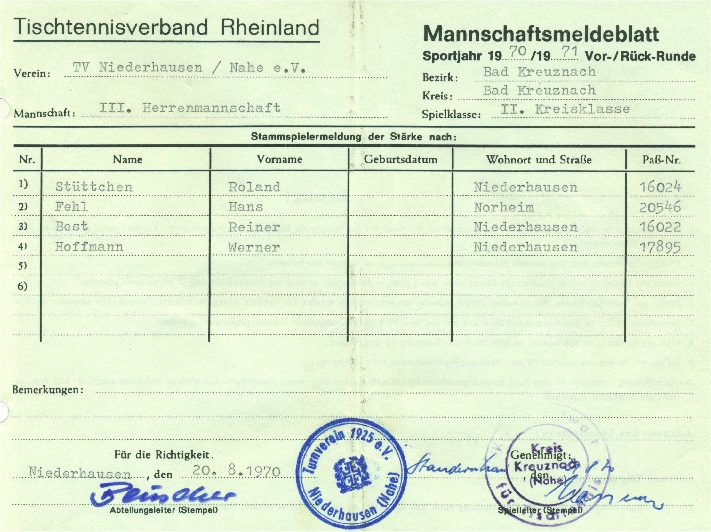 Tischtennisverband Rheinland
Mannschaftsmeldeblatt
Sportjahr 1970/1971 Vor-/Rück-Runde
Verein: TV Niederhausen / Nahe e.V.
Bezirk: Bad Kreuznach
Kreis: Bad Kreuznach
Mannschaft: III. Herrenmannschaft
Spielklasse: II. Kreisklasse
Stammspielermeldung der Stärke nach:
Nr. Name Vorname Geburtsdatum Wohnort und Straße Paß-Nr.
1) Stüttchen Roland Niederhausen 16024
2) Fehl Hans Norheim 20546
3) Best Reiner Niederhausen 16022
4) Hoffmann Werner Niederhausen 17895
5)
6)
Bemerkungen:
Für die Richtigkeit.
Niederhausen, den 20.8.1970
Abteilungsleiter (Stempel)
Turnverein 1925 e.V.
Niederhausen (Nahe)
Genehmigt:
den
Kreis
Kreuznach
(Nahe)
Spielleiter (Stempel)